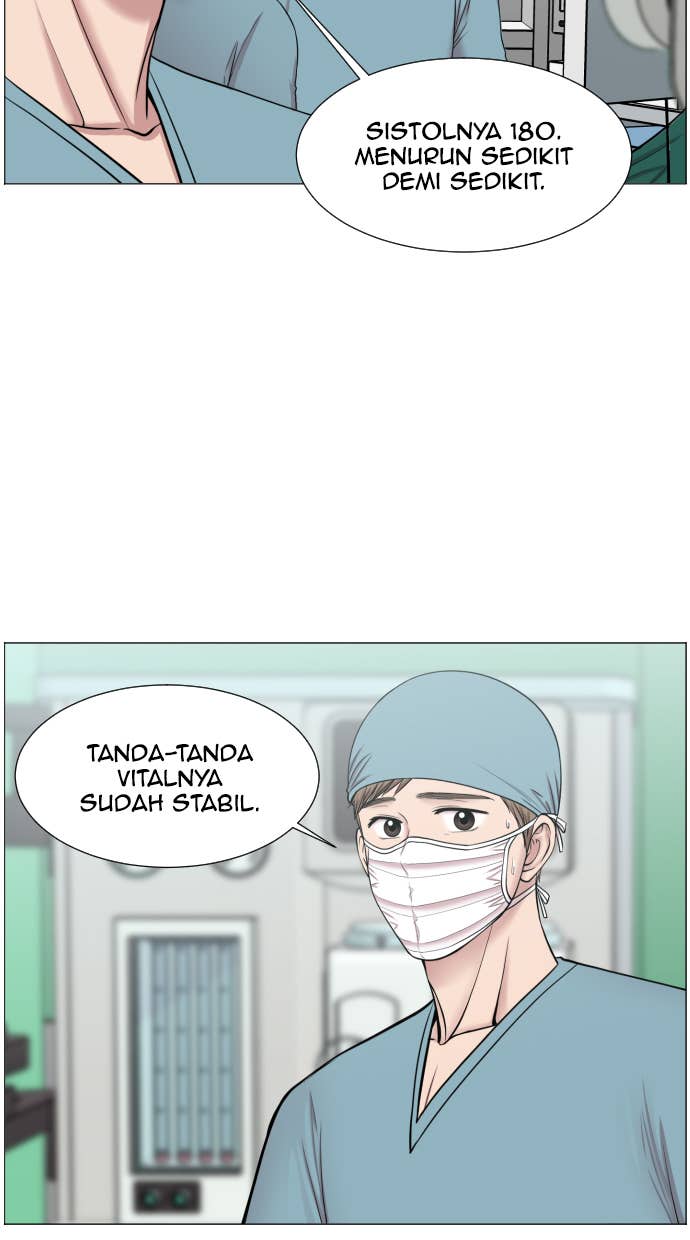 SISTOLNYA 180.
MENURUN SEDIKIT
DEMI SEDIKIT.
TANDA-TANDA
VITALNYA
SUDAH STABIL.